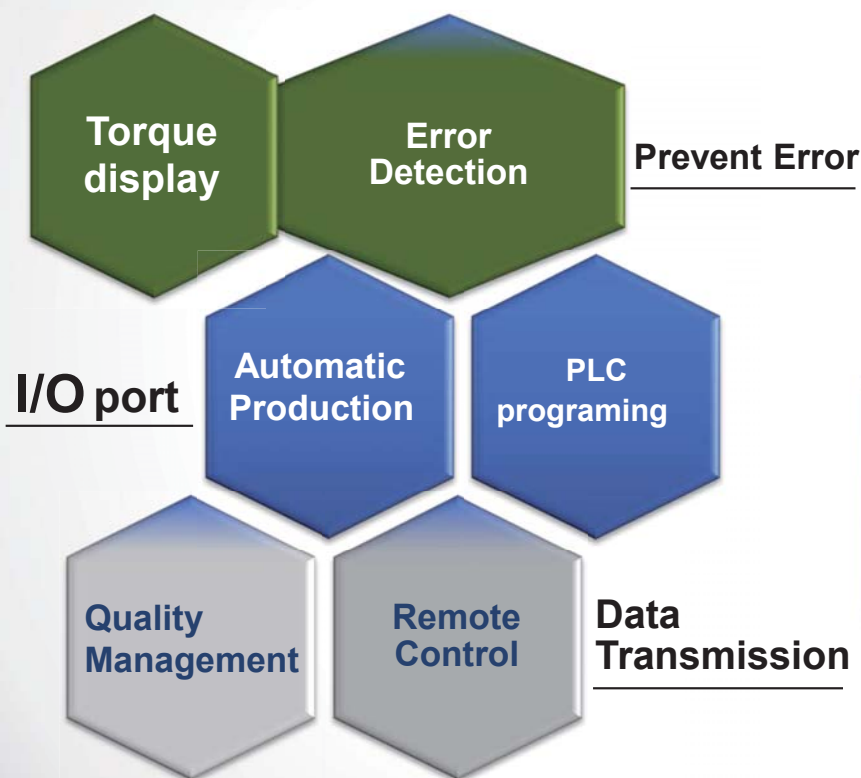 Torque
display
Error
Detection
Prevent Error
I/O port
Automatic
Production
PLC
programing
Quality
Management
Remote
Control
Data
Transmission